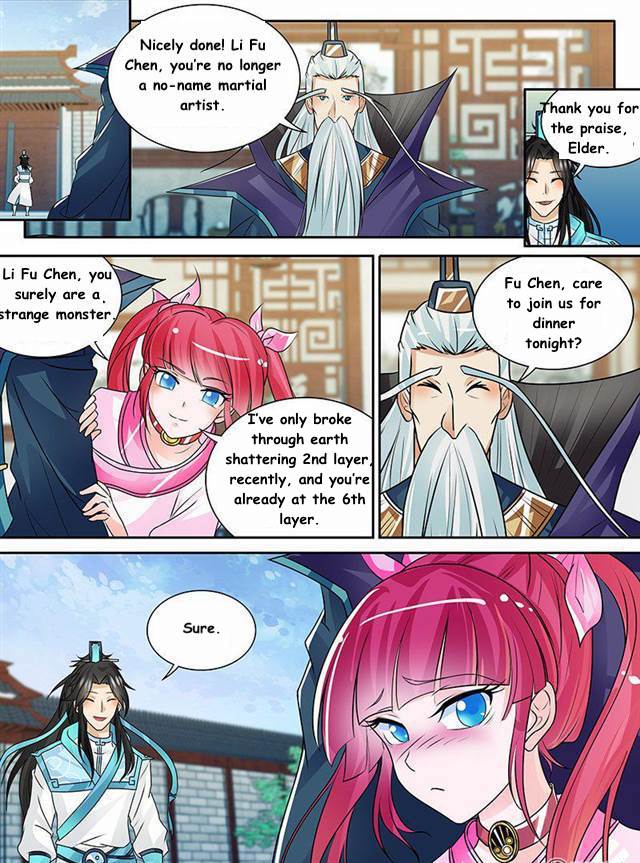 Nicely done! Li Fu
Chen, you're no longer
a no-name martial
artist.
Thank you for
the praise,
Elder.
Li Fu Chen, you
surely are a
strange monster.
I've only broke
through earth
shattering 2nd layer,
recently, and you're
already at the 6th
layer.
Fu Chen, care
to join us for
dinner
tonight?
Sure.